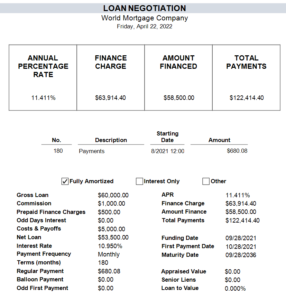 LOAN NEGOTIATION
World Mortgage Company
Friday, April 22, 2022
ANNUAL PERCENTAGE RATE
11.411%
FINANCE CHARGE
$63,914.40
AMOUNT FINANCED
$58,500.00
TOTAL PAYMENTS
$122,414.40
No. Description Starting Date Amount
180 Payments 8/2021 12:00 $680.08
Fully Amortized Interest Only Other
Gross Loan $60,000.00 APR 11.411%
Commission $1,000.00 Finance Charge $63,914.40
Prepaid Finance Charges $500.00 Amount Finance $58,500.00
Odd Days Interest $0.00 Total Payments $122,414.40
Costs & Payoffs $5,000.00
Net Loan $53,500.00 Funding Date 09/28/2021
Interest Rate 10.950% First Payment Date 10/28/2021
Payment Frequency Monthly Maturity Date 09/28/2036
Terms (months) 180
Regular Payment $680.08 Appraised Value $0.00
Balloon Payment $0.00 Senior Liens $0.00
Odd First Payment $0.00 Loan to Value 0.000%